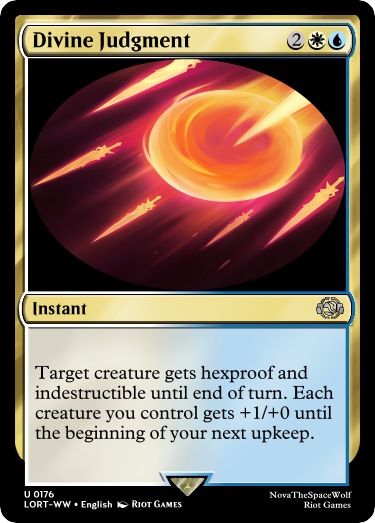 Divine Judgment 2
Instant
Target creature gets hexproof and
indestructible until end of turn. Each
creature you control gets +1/+0 until
the beginning of your next upkeep.
U 0176
LORT-WW • English Riot Games
NovaTheSpaceWolf
Riot Games